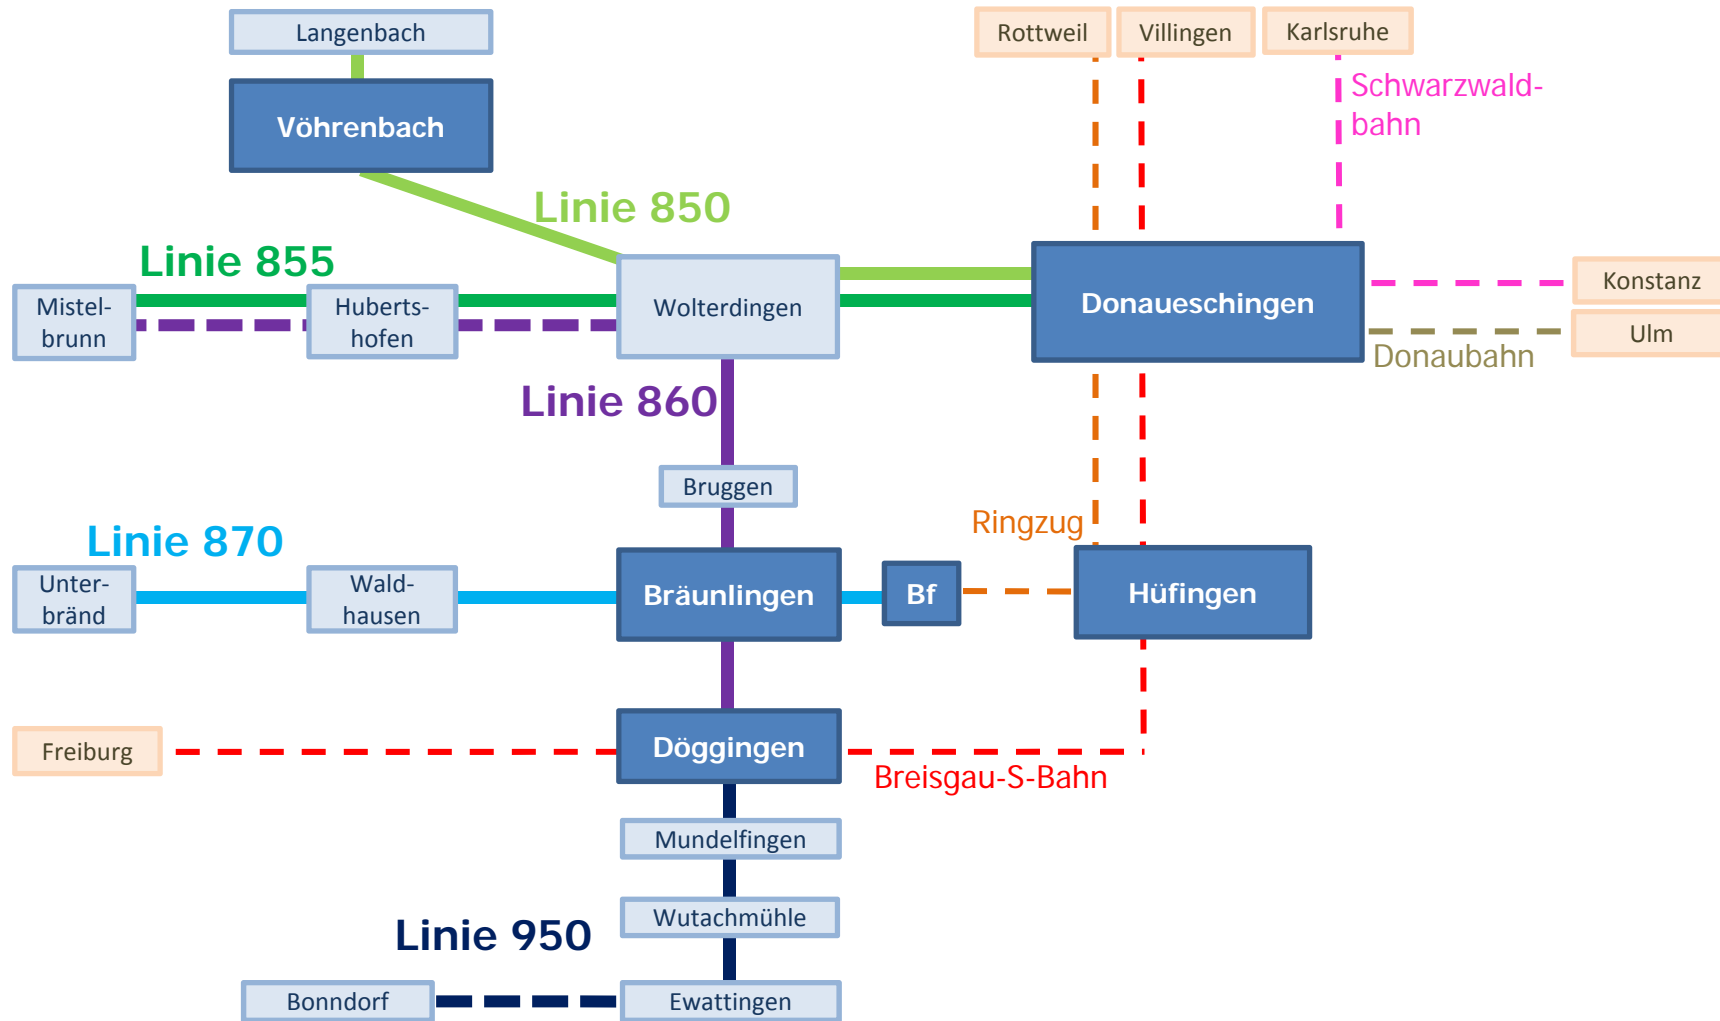 Langenbach
Rottweil
Villingen
Karlsruhe
Schwarzwald-
bahn
Vöhrenbach
Linie 850
Linie 855
Mistel-
brunn
Huberts-
hofen
Wolterdingen
Donaueschingen
Konstanz
Ulm
Donaubahn
Linie 860
Bruggen
Ringzug
Linie 870
Unter-
bränd
Wald-
hausen
Bräunlingen
Bf
Hüfingen
Freiburg
Döggingen
Breisgau-S-Bahn
Mundelfingen
Wutachmühle
Linie 950
Bonndorf
Ewattingen